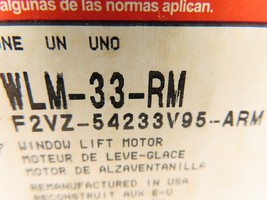 algunas de las normas aplican.
ONE UN UNO
WLM-33-RM
F2VZ-54233V95-ARM
WINDOW LIFT MOTOR
MOTEUR DE LEVE-GLACE
MOTOR DE ALZAVENTANILLA
REMANUFACTURED IN USA
RECONSTRUIT AUX E-U